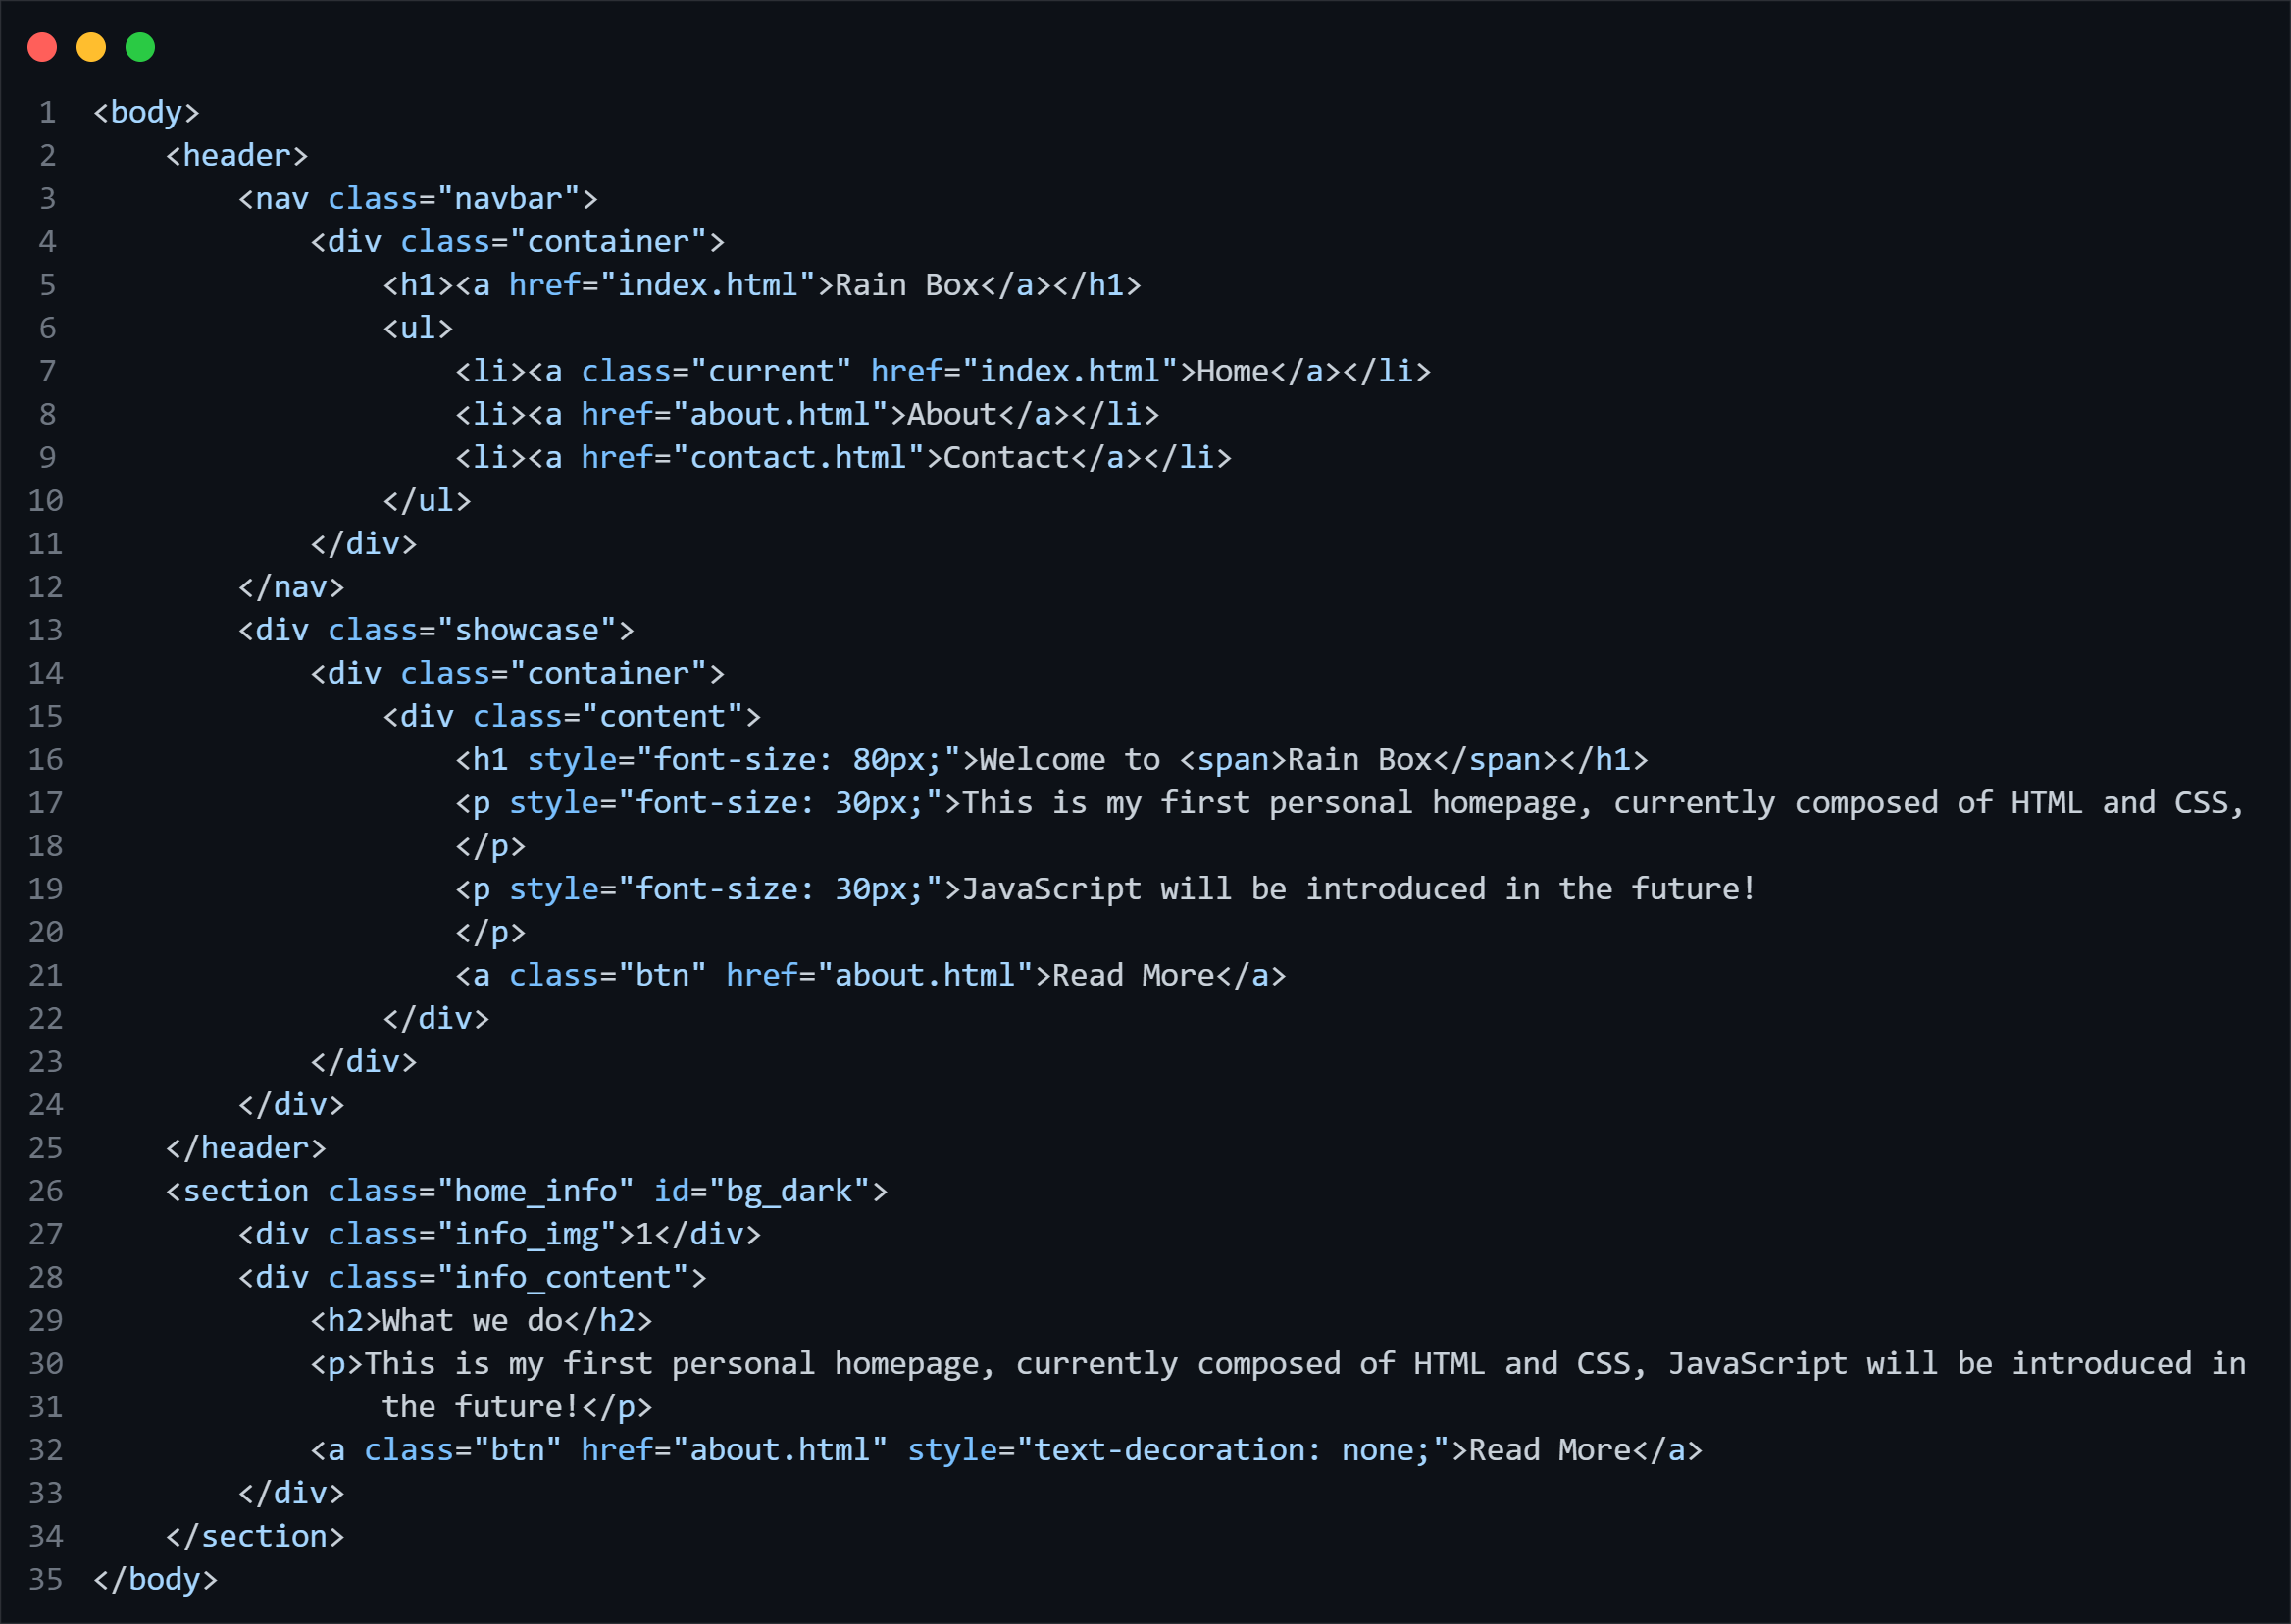 1 <body>
2     <header>
3         <nav class="navbar">
4             <div class="container">
5                 <h1><a href="index.html">Rain Box</a></h1>
6                 <ul>
7                     <li><a class="current" href="index.html">Home</a></li>
8                     <li><a href="about.html">About</a></li>
9                     <li><a href="contact.html">Contact</a></li>
10                 </ul>
11             </div>
12         </nav>
13         <div class="showcase">
14             <div class="container">
15                 <div class="content">
16                     <h1 style="font-size: 80px;">Welcome to <span>Rain Box</span></h1>
17                     <p style="font-size: 30px;">This is my first personal homepage, currently composed of HTML and CSS,
18                     </p>
19                     <p style="font-size: 30px;">JavaScript will be introduced in the future!
20                     </p>
21                     <a class="btn" href="about.html">Read More</a>
22                 </div>
23             </div>
24         </div>
25     </header>
26     <section class="home_info" id="bg_dark">
27         <div class="info_img">1</div>
28         <div class="info_content">
29             <h2>What we do</h2>
30             <p>This is my first personal homepage, currently composed of HTML and CSS, JavaScript will be introduced in
31                 the future!</p>
32             <a class="btn" href="about.html" style="text-decoration: none;">Read More</a>
33         </div>
34     </section>
35 </body>